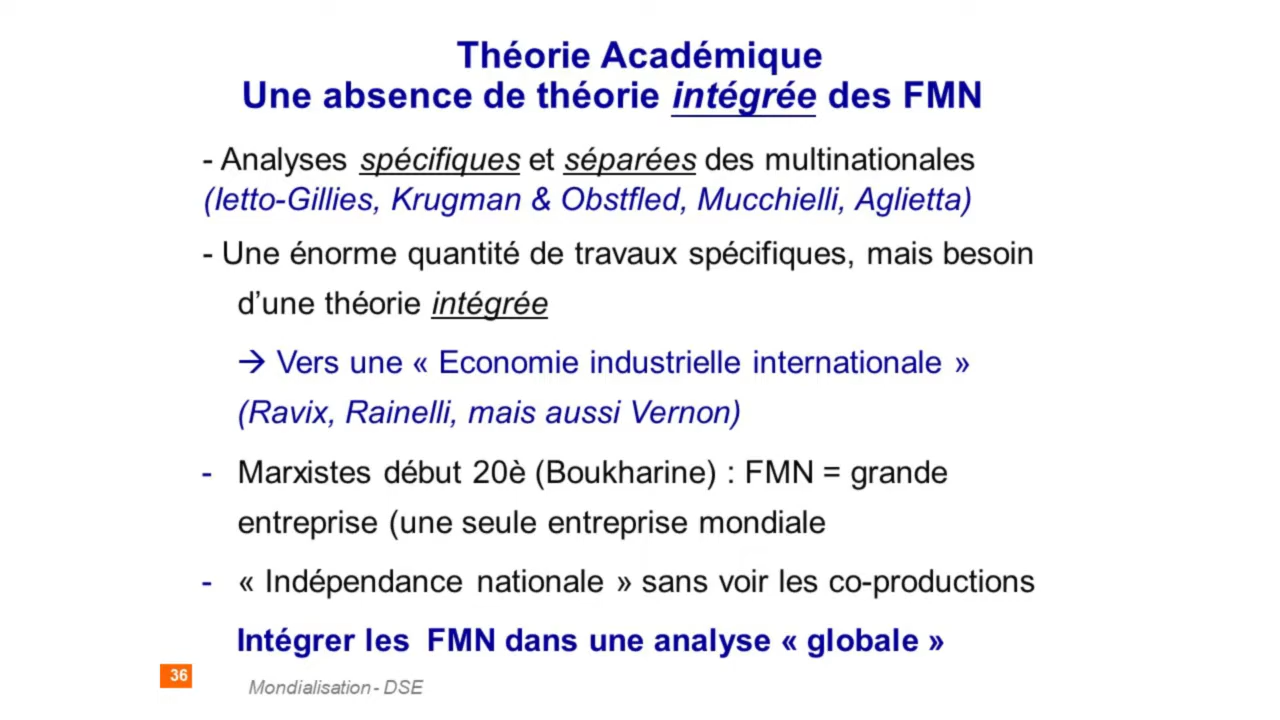 Théorie Académique
Une absence de théorie intégrée des FMN
- Analyses spécifiques et séparées des multinationales
(Ietto-Gillies, Krugman & Obstfled, Mucchielli, Aglietta)
- Une énorme quantité de travaux spécifiques, mais besoin
d’une théorie intégrée
→ Vers une « Economie industrielle internationale »
(Ravix, Rainelli, mais aussi Vernon)
- Marxistes début 20è (Boukharine) : FMN = grande
entreprise (une seule entreprise mondiale
- « Indépendance nationale » sans voir les co-productions
Intégrer les FMN dans une analyse « globale »
36
Mondialisation - DSE